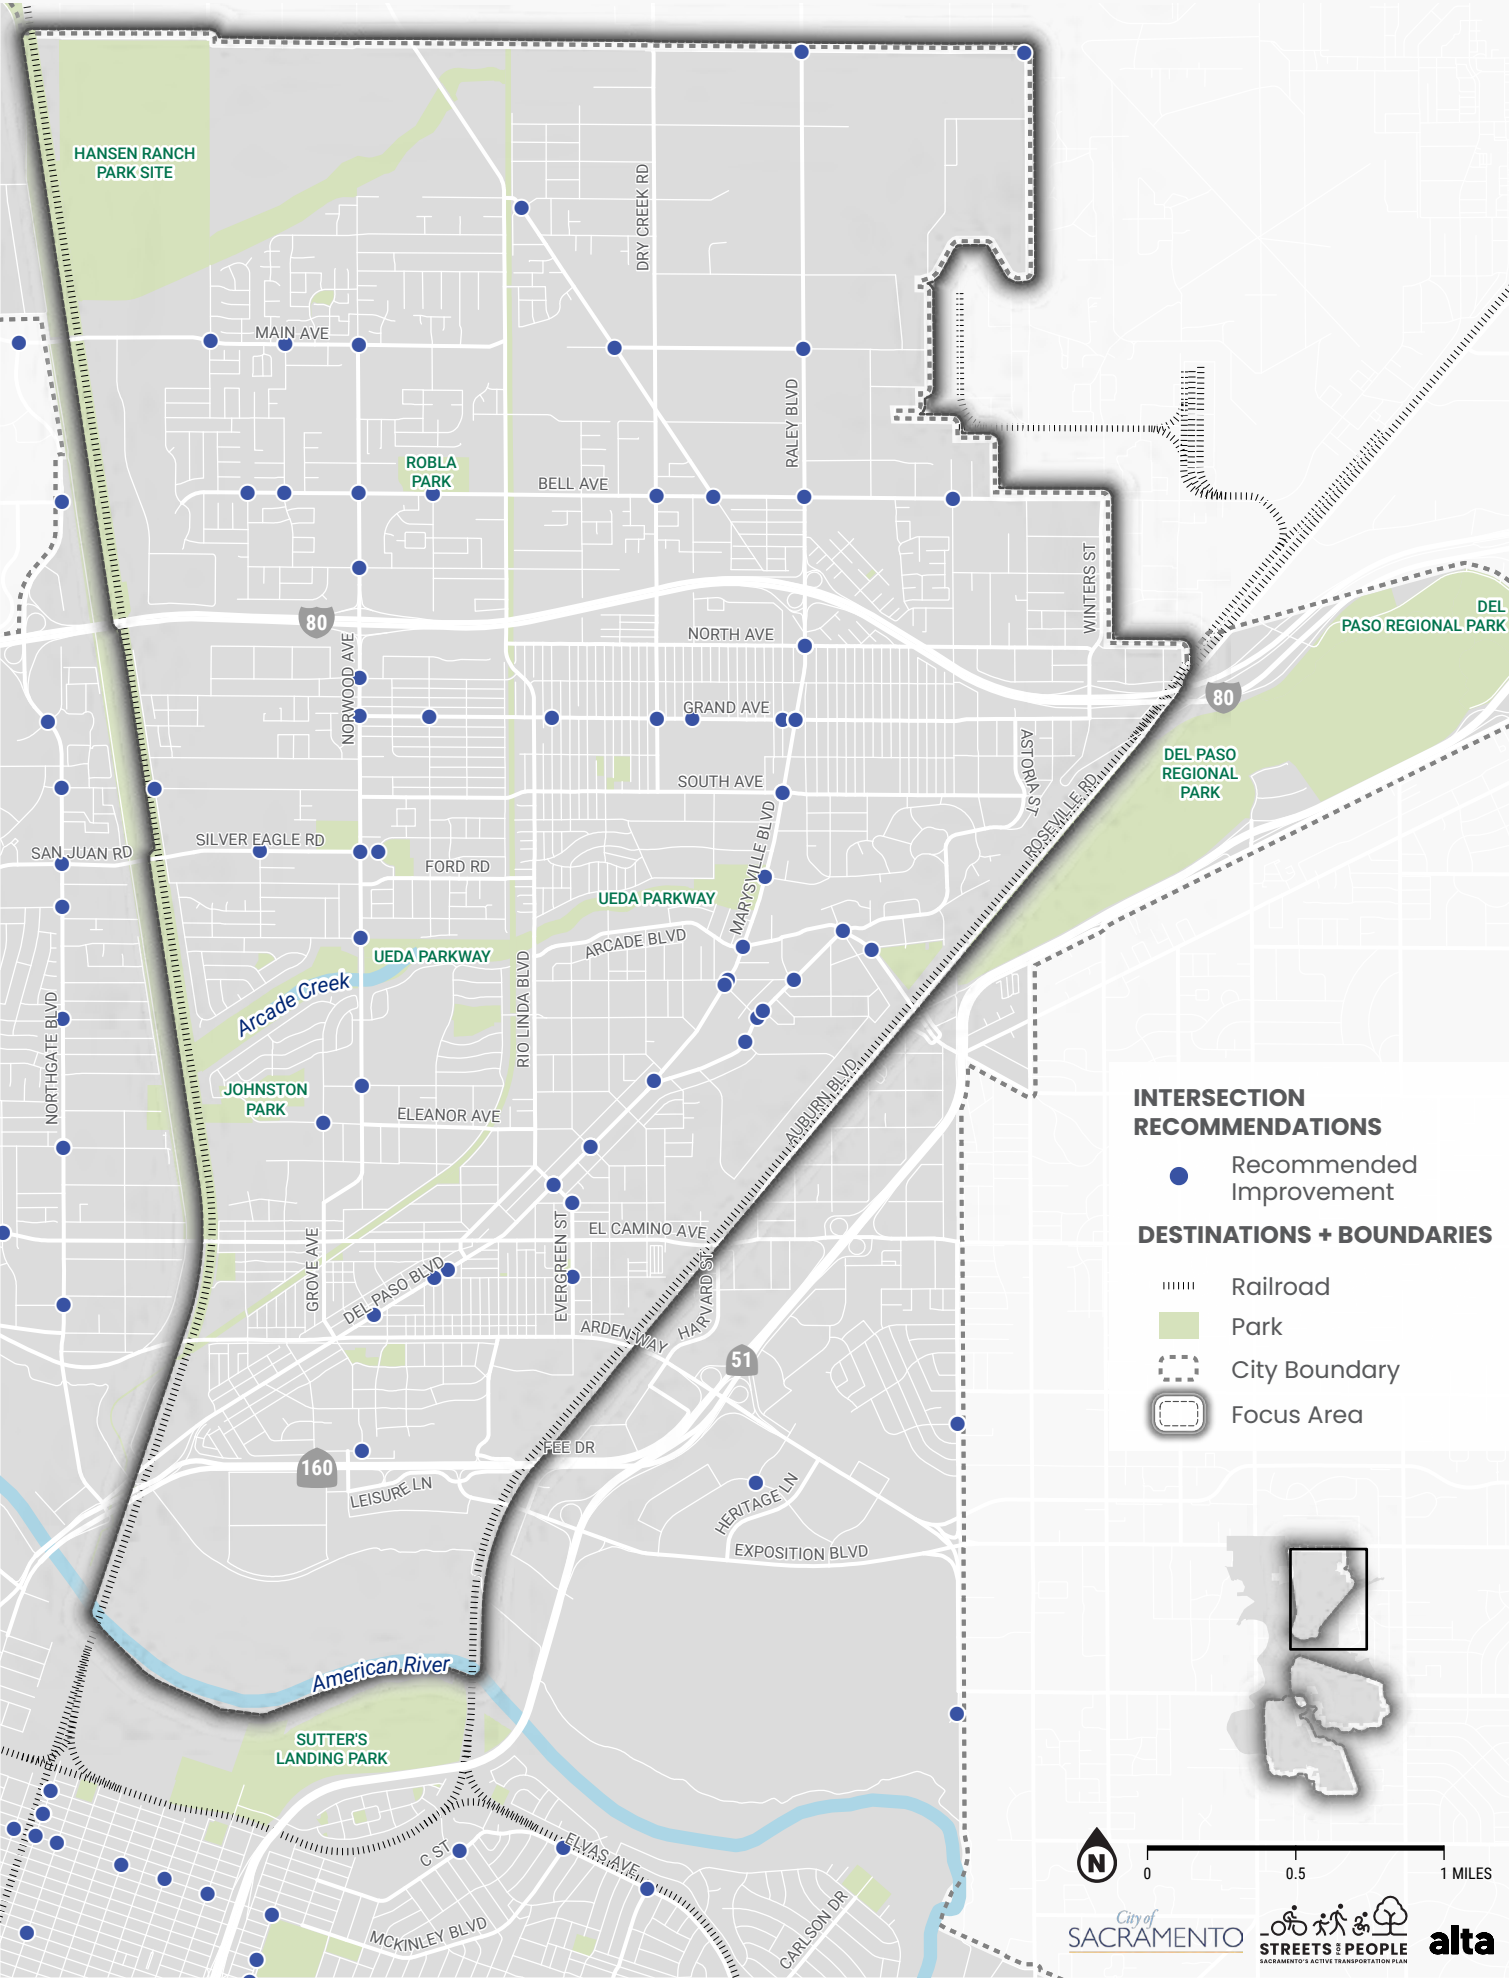 HANSEN RANCH
PARK SITE
DRY CREEK RD
MAIN AVE
RALEY BLVD
ROBLA
PARK
BELL AVE
WINTERS ST
80
NORTH AVE
NORWOOD AVE
DEL
PASO REGIONAL PARK
80
GRAND AVE
ASTORIA ST
DEL PASO
REGIONAL
PARK
SOUTH AVE
ROSEVILLE RD
MARYSVILLE BLVD
SILVER EAGLE RD
SAN JUAN RD
FORD RD
UEDA PARKWAY
ARCADE BLVD
UEDA PARKWAY
Arcade Creek
RIO LINDA BLVD
NORTHGATE BLVD
AUBURN BLVD
JOHNSTON
PARK
ELEANOR AVE
EL CAMINO AVE
EVERGREEN ST
GROVE AVE
DEL PASO BLVD
HARVARD ST
ARDEN WAY
51
FEE DR
160
LEISURE LN
HERITAGE LN
EXPOSITION BLVD
American River
SUTTER'S
LANDING PARK
C ST
ELVAS AVE
MCKINLEY BLVD
CARLSON DR
INTERSECTION
RECOMMENDATIONS
Recommended
Improvement
DESTINATIONS + BOUNDARIES
Railroad
Park
City Boundary
Focus Area
N
0 0.5 1 MILES
City of
SACRAMENTO
STREETS FOR PEOPLE
SACRAMENTO'S ACTIVE TRANSPORTATION PLAN
alta